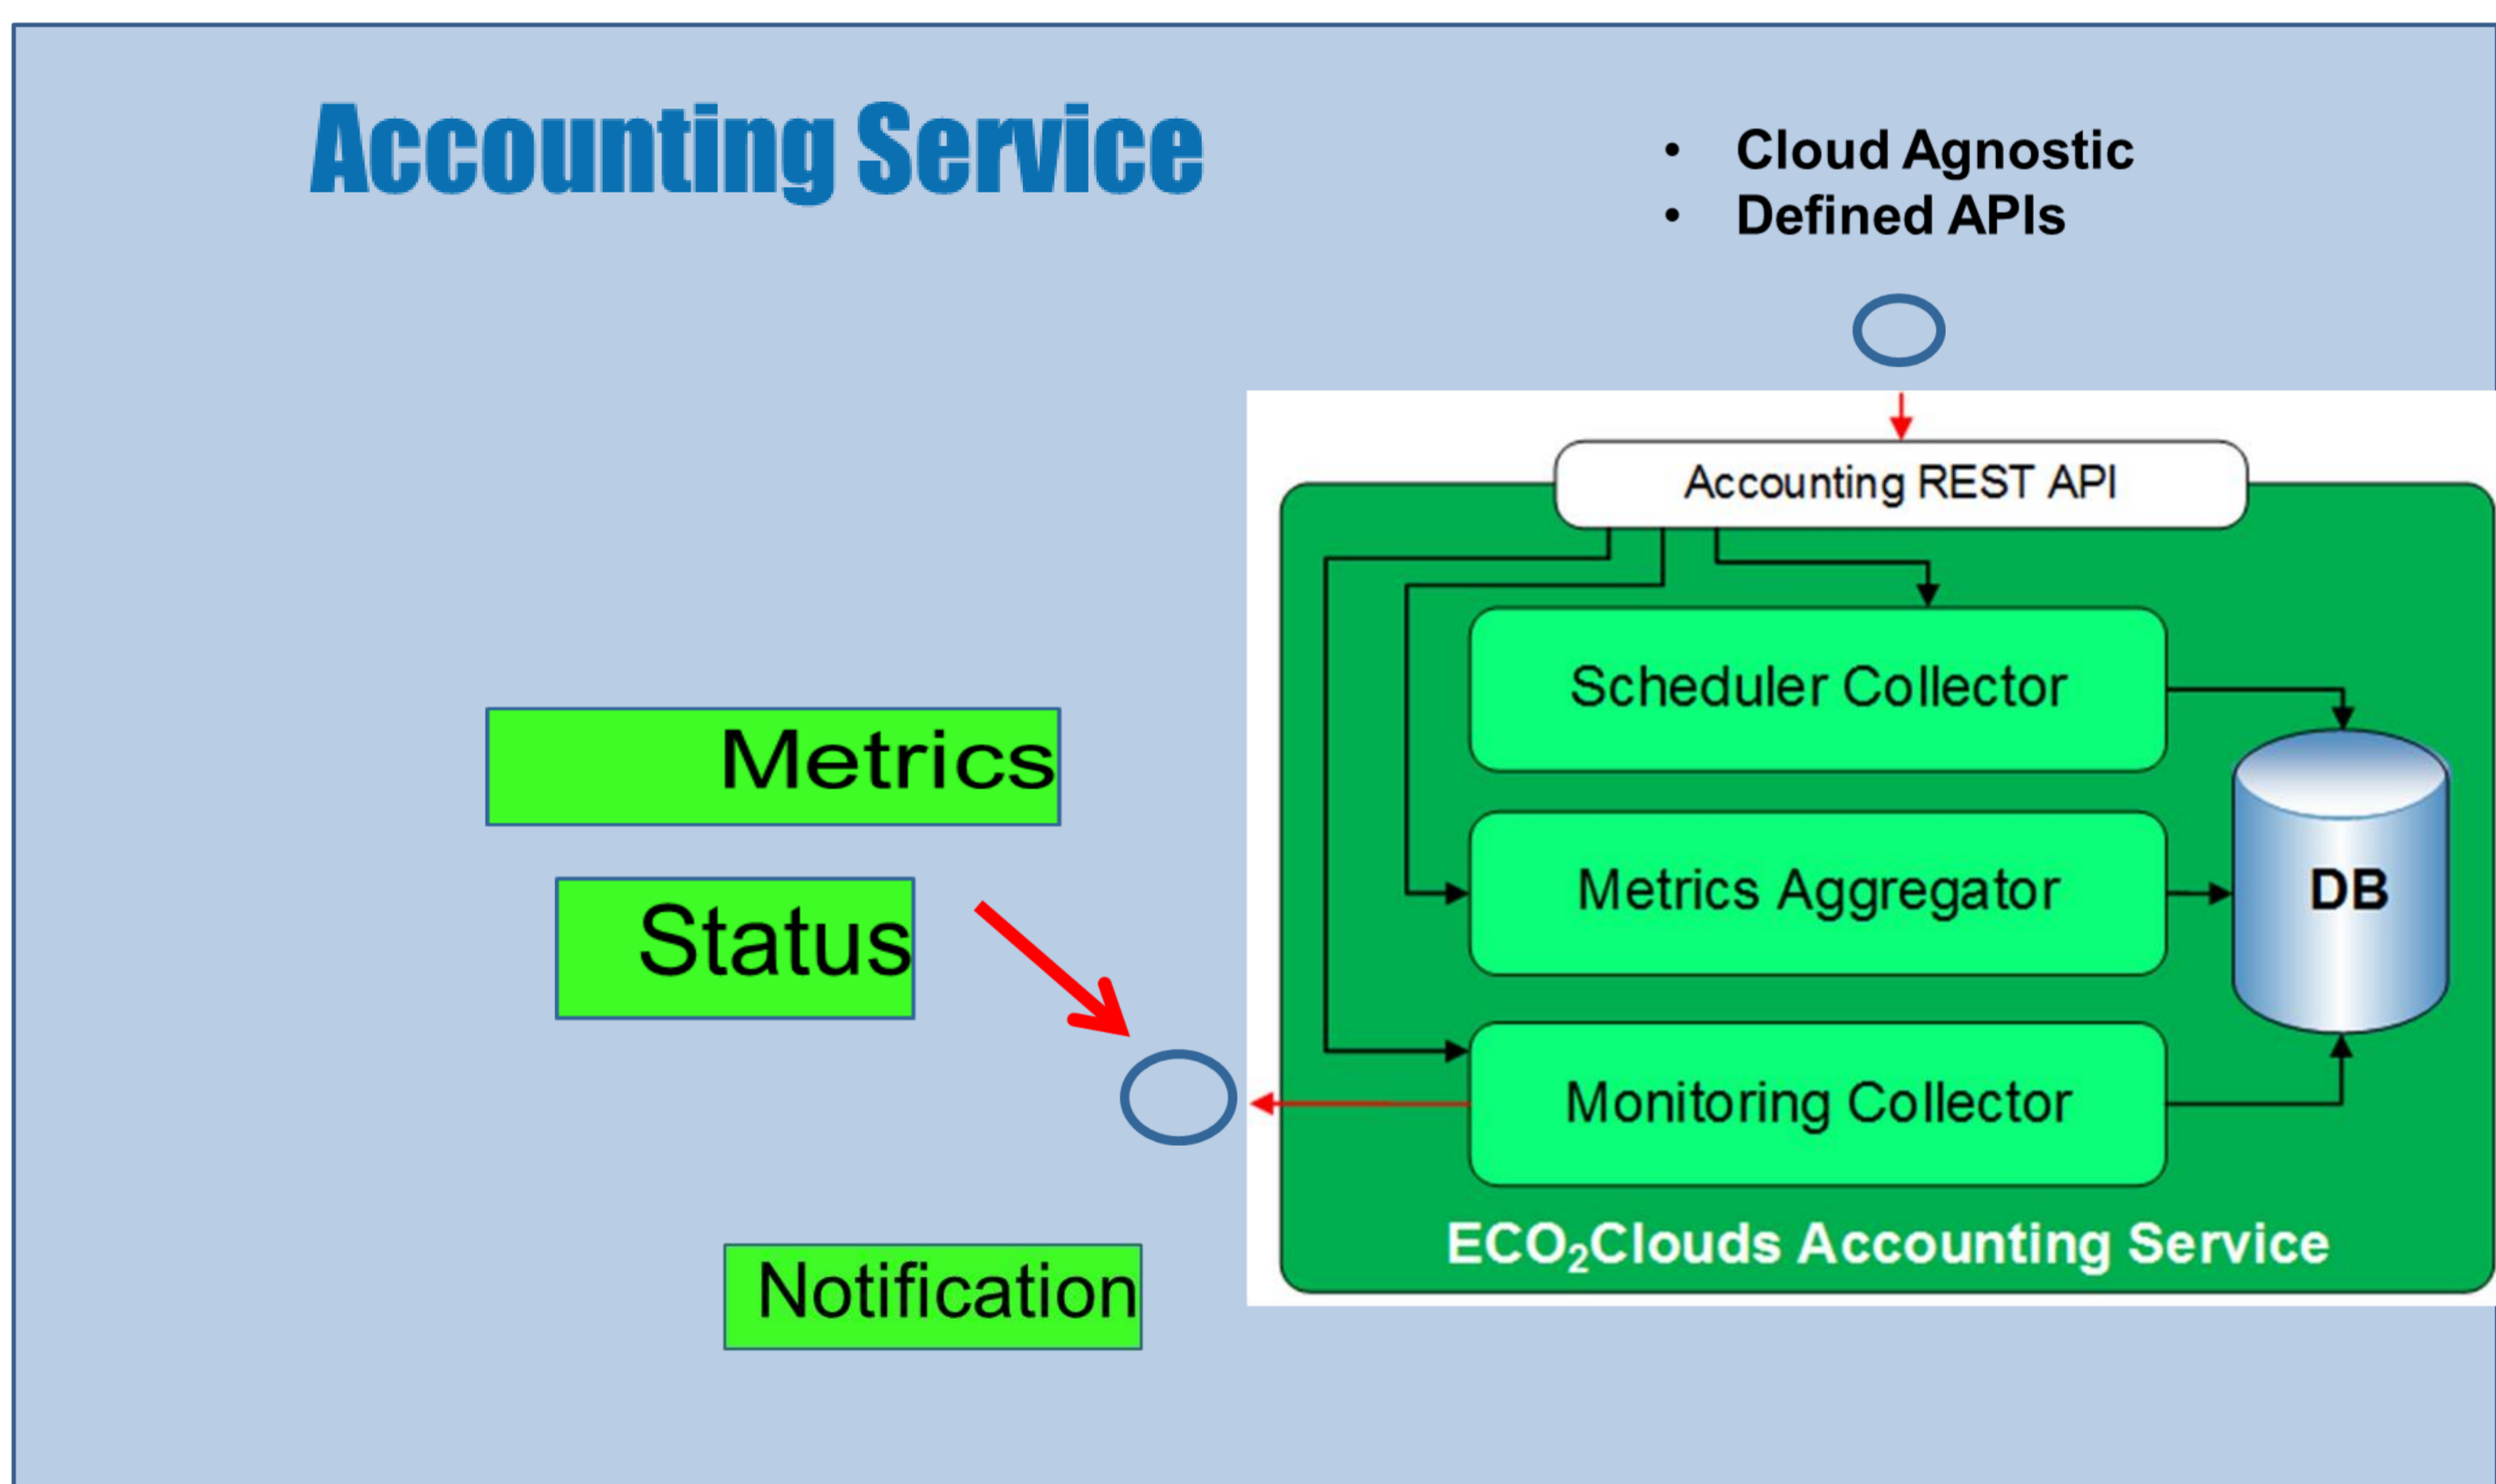 Accounting Service
• Cloud Agnostic
• Defined APIs
Accounting REST API
Scheduler Collector
Metrics
Metrics Aggregator
DB
Status
Monitoring Collector
ECO₂Clouds Accounting Service
Notification